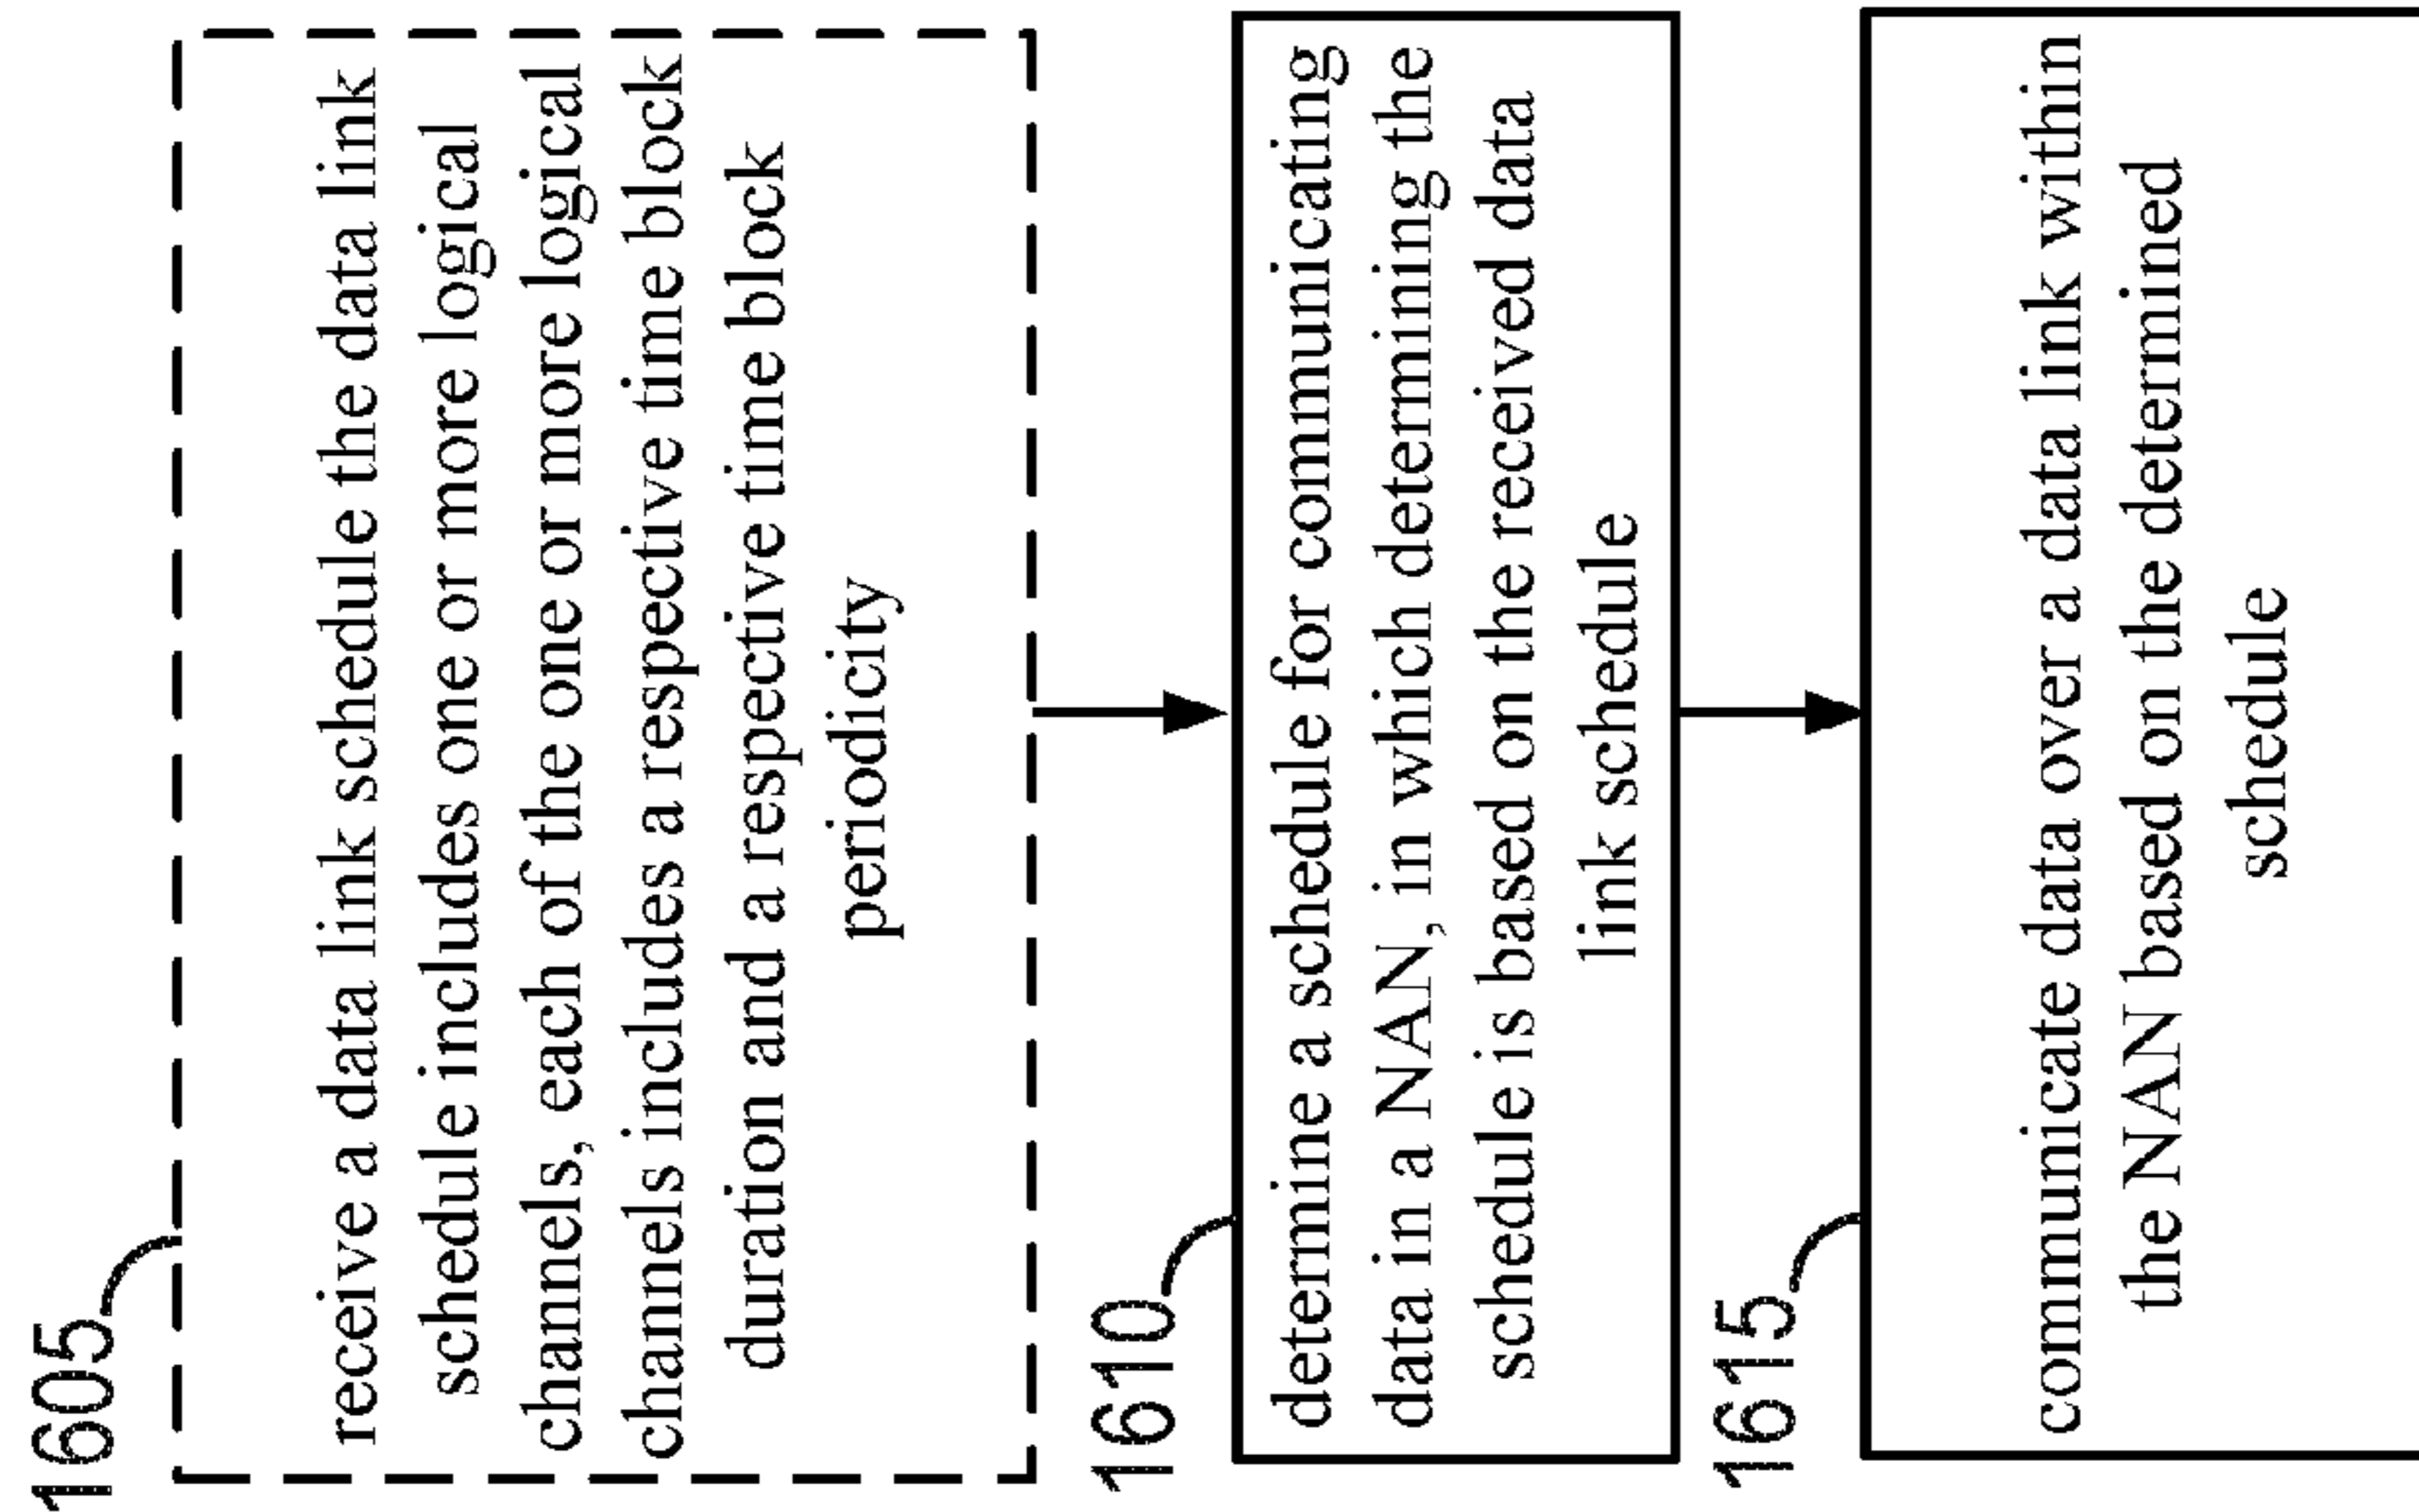 1605
receive a data link schedule the data link
schedule includes one or more logical
channels, each of the one or more logical
channels includes a respective time block
duration and a respective time block
periodicity
1610
determine a schedule for communicating
data in a NAN, in which determining the
schedule is based on the received data
link schedule
1615
communicate data over a data link within
the NAN based on the determined
schedule